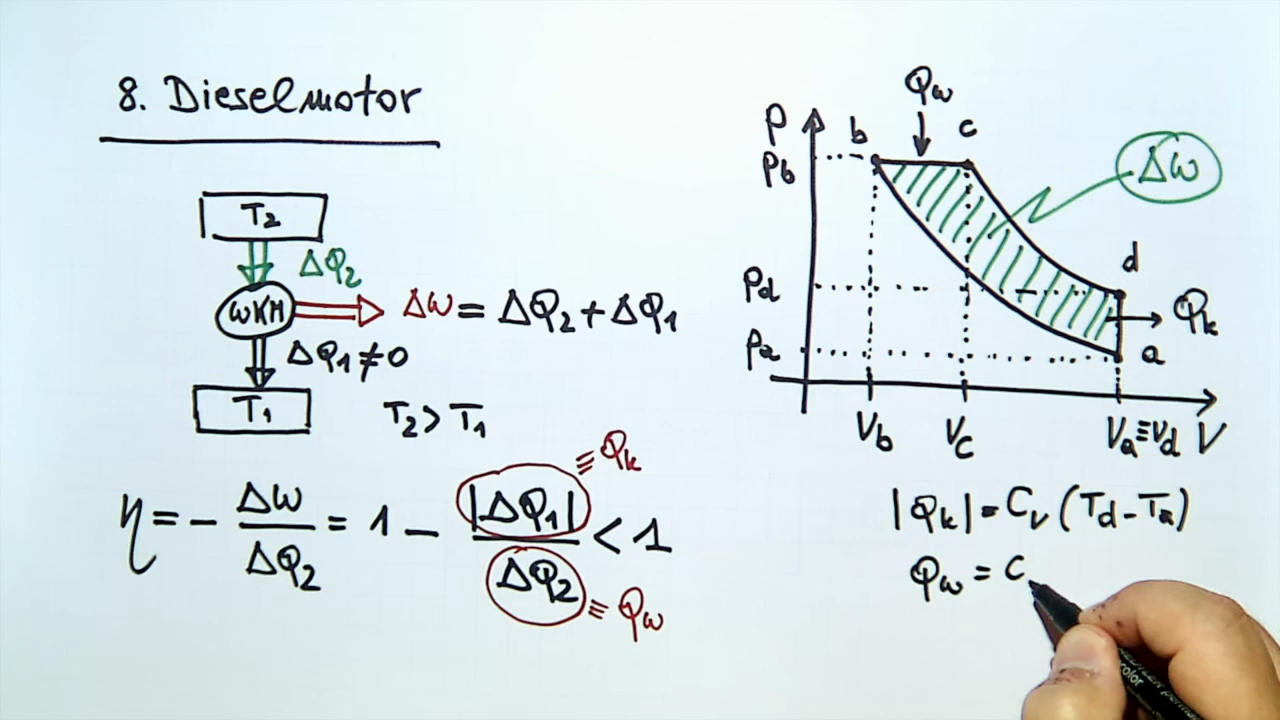 8. Dieselmotor
T₂
ΔQ₂
WKM
ΔW = ΔQ₂ + ΔQ₁
ΔQ₁ ≠ 0
T₁
T₂ > T₁
η = - ΔW / ΔQ₂ = 1 - |ΔQ₁| / ΔQ₂ < 1
≡ Qk
≡ Qw
Qw
P
b
c
Pb
ΔW
d
Pd
Qk
Pa
a
Vb
Vc
Va ≡ Vd
V
|Qk| = Cv (Td - Ta)
Qw = C